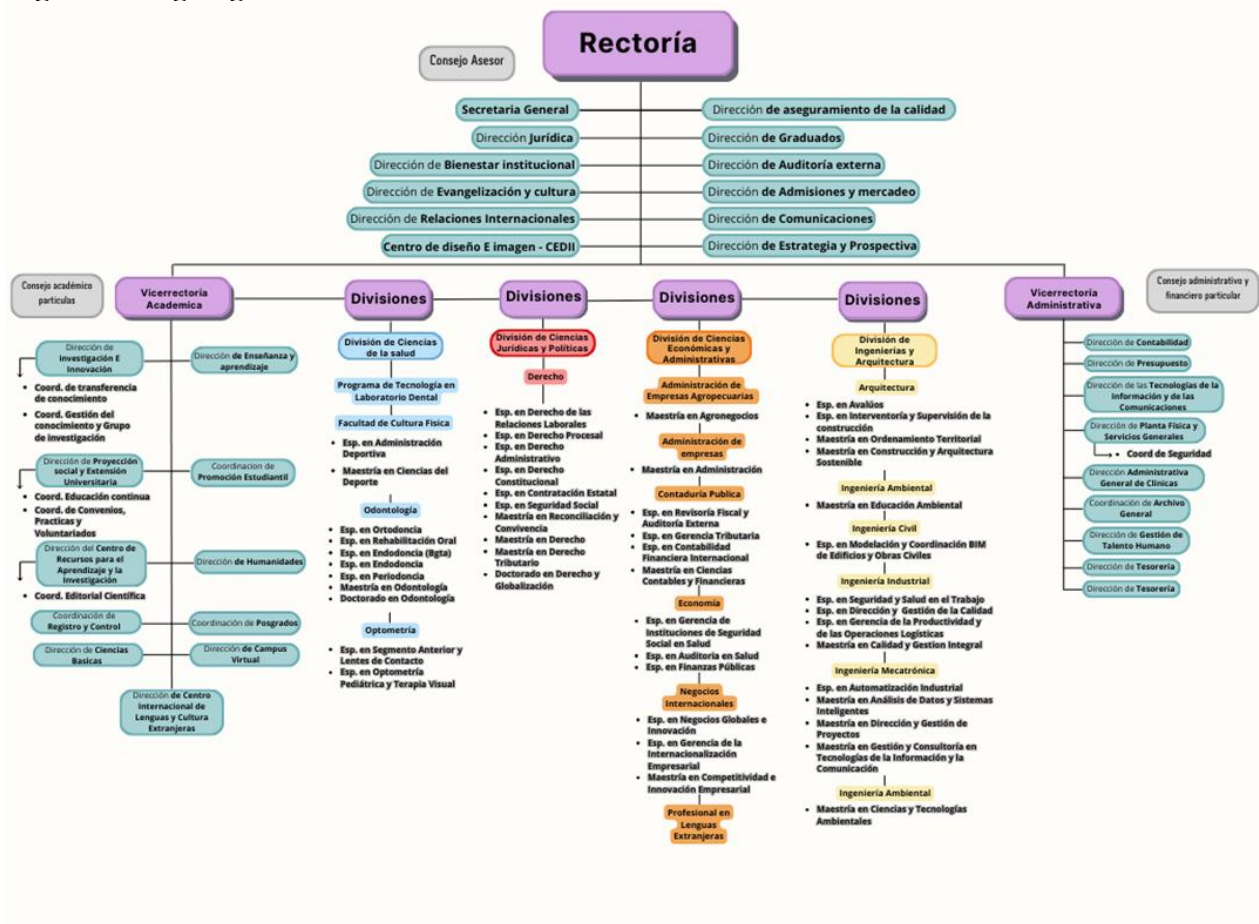 Rectoría
Consejo Asesor
Secretaria General
Dirección de aseguramiento de la calidad
Dirección Jurídica
Dirección de Graduados
Dirección de Bienestar institucional
Dirección de Auditoría externa
Dirección de Evangelización y cultura
Dirección de Admisiones y mercadeo
Dirección de Relaciones Internacionales
Dirección de Comunicaciones
Centro de diseño E imagen - CEDII
Dirección de Estrategia y Prospectiva
Consejo académico
particulas
Vicerrectoría
Academica
Dirección de
Investigación E
Innovación
Dirección de Enseñanza y
aprendizaje
• Coord. de transferencia
de conocimiento
• Coord. Gestión del
conocimiento y Grupo
de investigación
Dirección de Proyección
social y Extensión
Universitaria
Coordinacion de
Promoción Estudiantil
• Coord. Educación continua
• Coord. de Convenios,
Practicas y
Voluntariados
Dirección del Centro de
Recursos para el
Aprendizaje y la
Investigación
Dirección de Humanidades
• Coord. Editorial Científica
Coordinación de
Registro y Control
Coordinación de Posgrados
Dirección de Ciencias
Basicas
Dirección de Campus
Virtual
Dirección de Centro
Internacional de
Lenguas y Cultura
Extranjeras
Divisiones
División de Ciencias
de la salud
Programa de Tecnología en
Laboratorio Dental
Facultad de Cultura Fisica
• Esp. en Administración
Deportiva
• Maestría en Ciencias del
Deporte
Odontología
• Esp. en Ortodoncia
• Esp. en Rehabilitación Oral
• Esp. en Endodoncia (Bgta)
• Esp. en Endodoncia
• Esp. en Periodoncia
• Maestría en Odontología
• Doctorado en Odontología
Optometría
• Esp. en Segmento Anterior y
Lentes de Contacto
• Esp. en Optometría
Pediátrica y Terapia Visual
Divisiones
División de Ciencias
Jurídicas y Políticas
Derecho
• Esp. en Derecho de las
Relaciones Laborales
• Esp. en Derecho Procesal
• Esp. en Derecho
Administrativo
• Esp. en Derecho
Constitucional
• Esp. en Contratación Estatal
• Esp. en Seguridad Social
• Maestría en Reconciliación y
Convivencia
• Maestría en Derecho
• Maestría en Derecho
Tributario
• Doctorado en Derecho y
Globalización
Divisiones
División de Ciencias
Económicas y
Administrativas
Administración de
Empresas Agropecuarias
• Maestría en Agronegocios
Administración de
empresas
• Maestría en Administración
Contaduría Publica
• Esp. en Revisoría Fiscal y
Auditoría Externa
• Esp. en Gerencia Tributaria
• Esp. en Contabilidad
Financiera Internacional
• Maestría en Ciencias
Contables y Financieras
Economía
• Esp. en Gerencia de
Instituciones de Seguridad
Social en Salud
• Esp. en Auditoria en Salud
• Esp. en Finanzas Públicas
Negocios
Internacionales
• Esp. en Negocios Globales e
Innovación
• Esp. en Gerencia de la
Internacionalización
Empresarial
• Maestría en Competitividad e
Innovación Empresarial
Profesional en
Lenguas
Extranjeras
Divisiones
División de
Ingenierías y
Arquitectura
Arquitectura
• Esp. en Avalúos
• Esp. en Interventoría y Supervisión de la
construcción
• Maestría en Ordenamiento Territorial
• Maestría en Construcción y Arquitectura
Sostenible
Ingeniería Ambiental
• Maestría en Educación Ambiental
Ingeniería Civil
• Esp. en Modelación y Coordinación BIM
de Edificios y Obras Civiles
Ingeniería Industrial
• Esp. en Seguridad y Salud en el Trabajo
• Esp. en Dirección y Gestión de la Calidad
• Esp. en Gerencia de la Productividad y
de las Operaciones Logísticas
• Maestría en Calidad y Gestion Integral
Ingeniería Mecatrónica
• Esp. en Automatización Industrial
• Maestría en Análisis de Datos y Sistemas
Inteligentes
• Maestría en Dirección y Gestión de
Proyectos
• Maestría en Gestión y Consultoría en
Tecnologías de la Información y la
Comunicación
Ingeniería Ambiental
• Maestría en Ciencias y Tecnologías
Ambientales
Vicerrectoría
Administrativa
Consejo administrativo y
financiero particular
Dirección de Contabilidad
Dirección de Presupuesto
Dirección de las Tecnologías de la
Información y de las
Comunicaciones
Dirección de Planta Física y
Servicios Generales
• Coord de Seguridad
Dirección Administrativa
General de Clínicas
Coordinación de Archivo
General
Dirección de Gestión de
Talento Humano
Dirección de Tesorería
Dirección de Tesorería